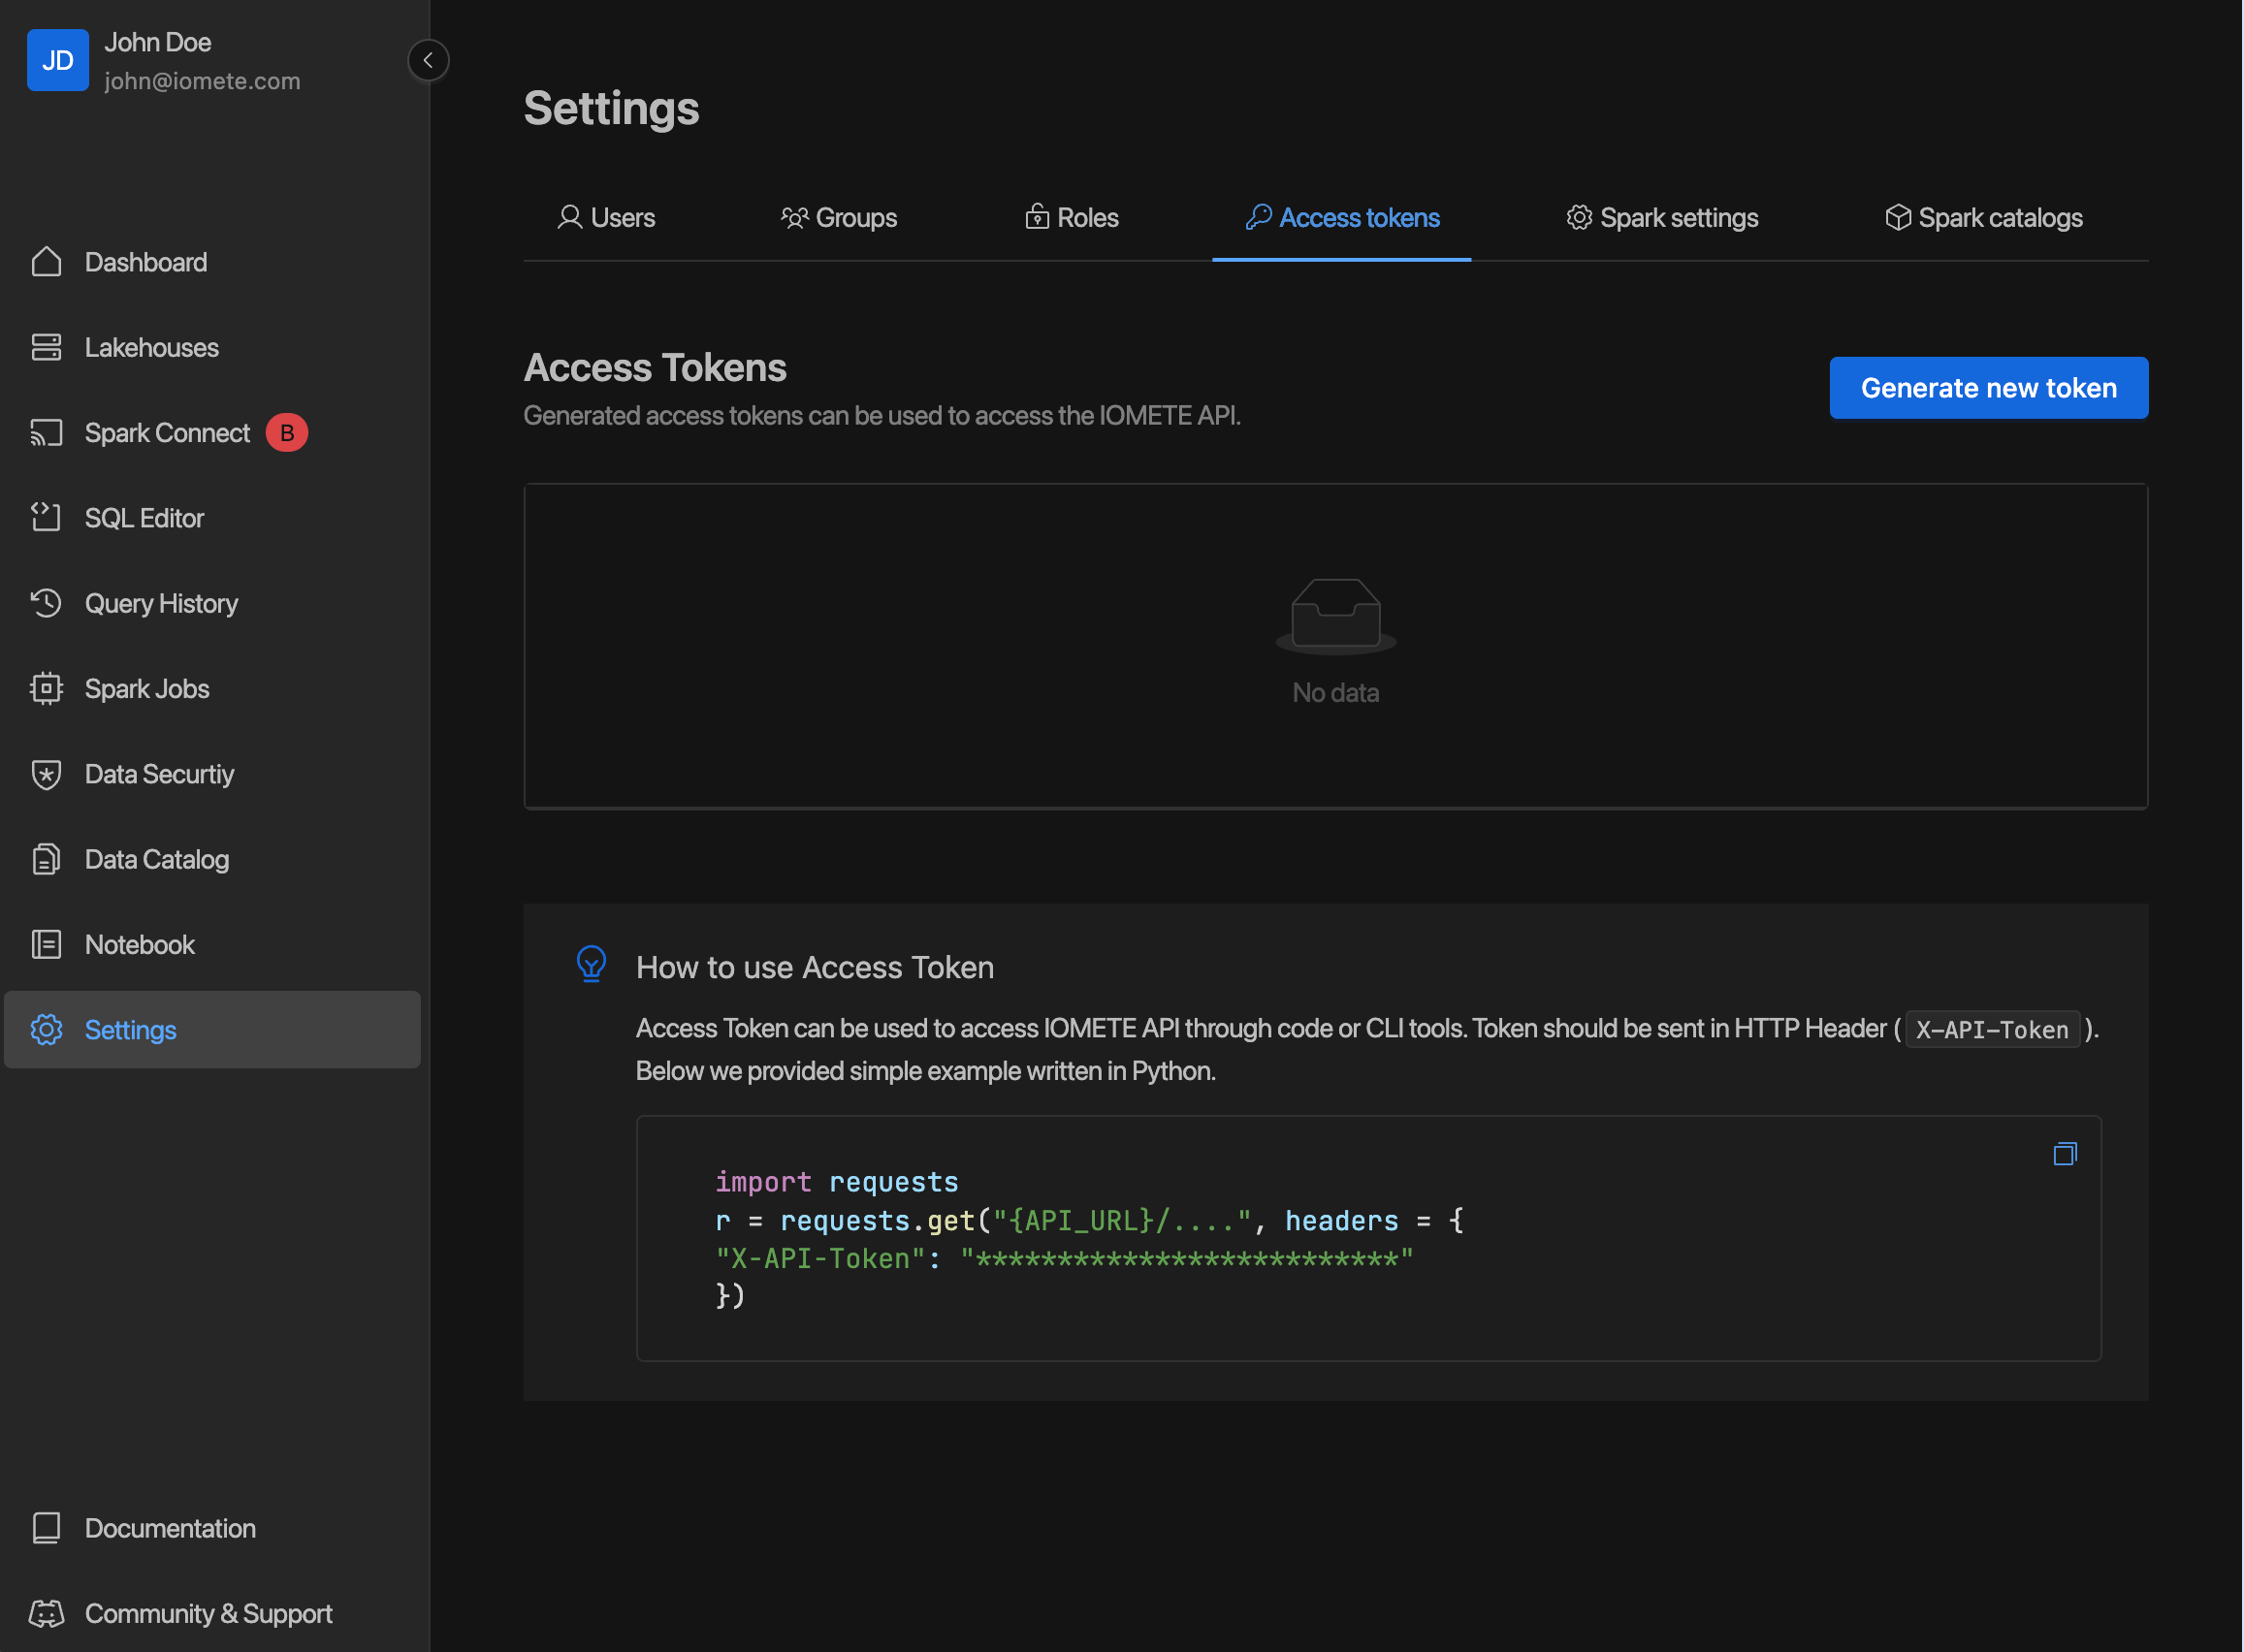 JD
John Doe
john@iomete.com
Dashboard
Lakehouses
Spark Connect B
SQL Editor
Query History
Spark Jobs
Data Securtiy
Data Catalog
Notebook
Settings
Documentation
Community & Support
Settings
Users Groups Roles Access tokens Spark settings Spark catalogs
Access Tokens
Generated access tokens can be used to access the IOMETE API.
Generate new token
No data
How to use Access Token
Access Token can be used to access IOMETE API through code or CLI tools. Token should be sent in HTTP Header ( X-API-Token ).
Below we provided simple example written in Python.
import requests
r = requests.get("{API_URL}/....", headers = {
"X-API-Token": "**************************"
})